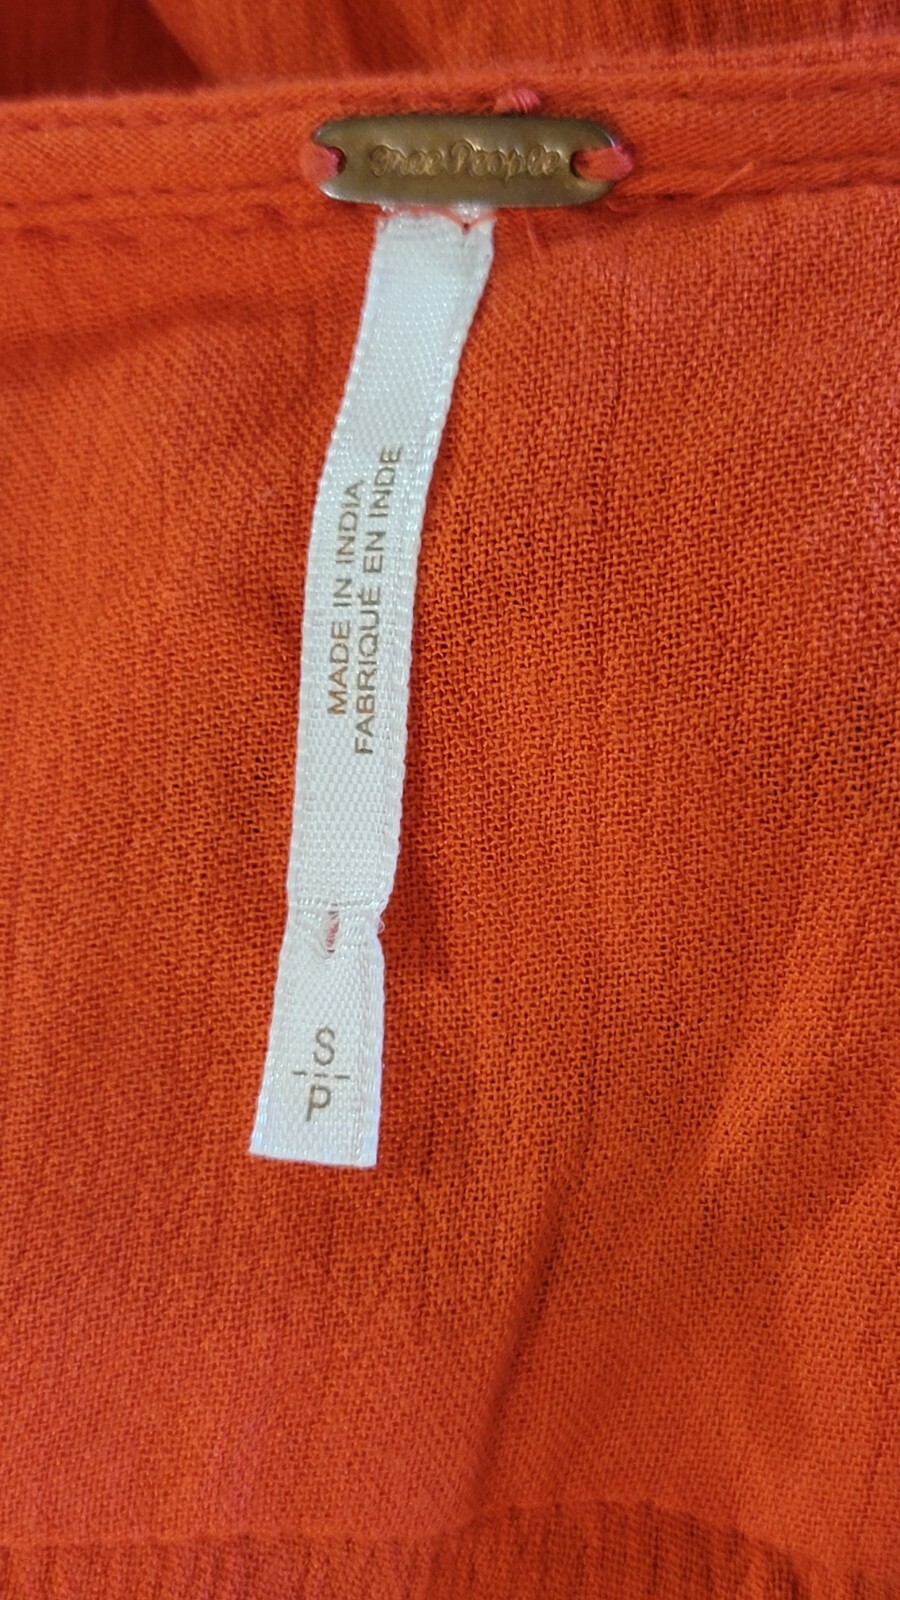 Free People
MADE IN INDIA
FABRIQUÉ EN INDE
S
P